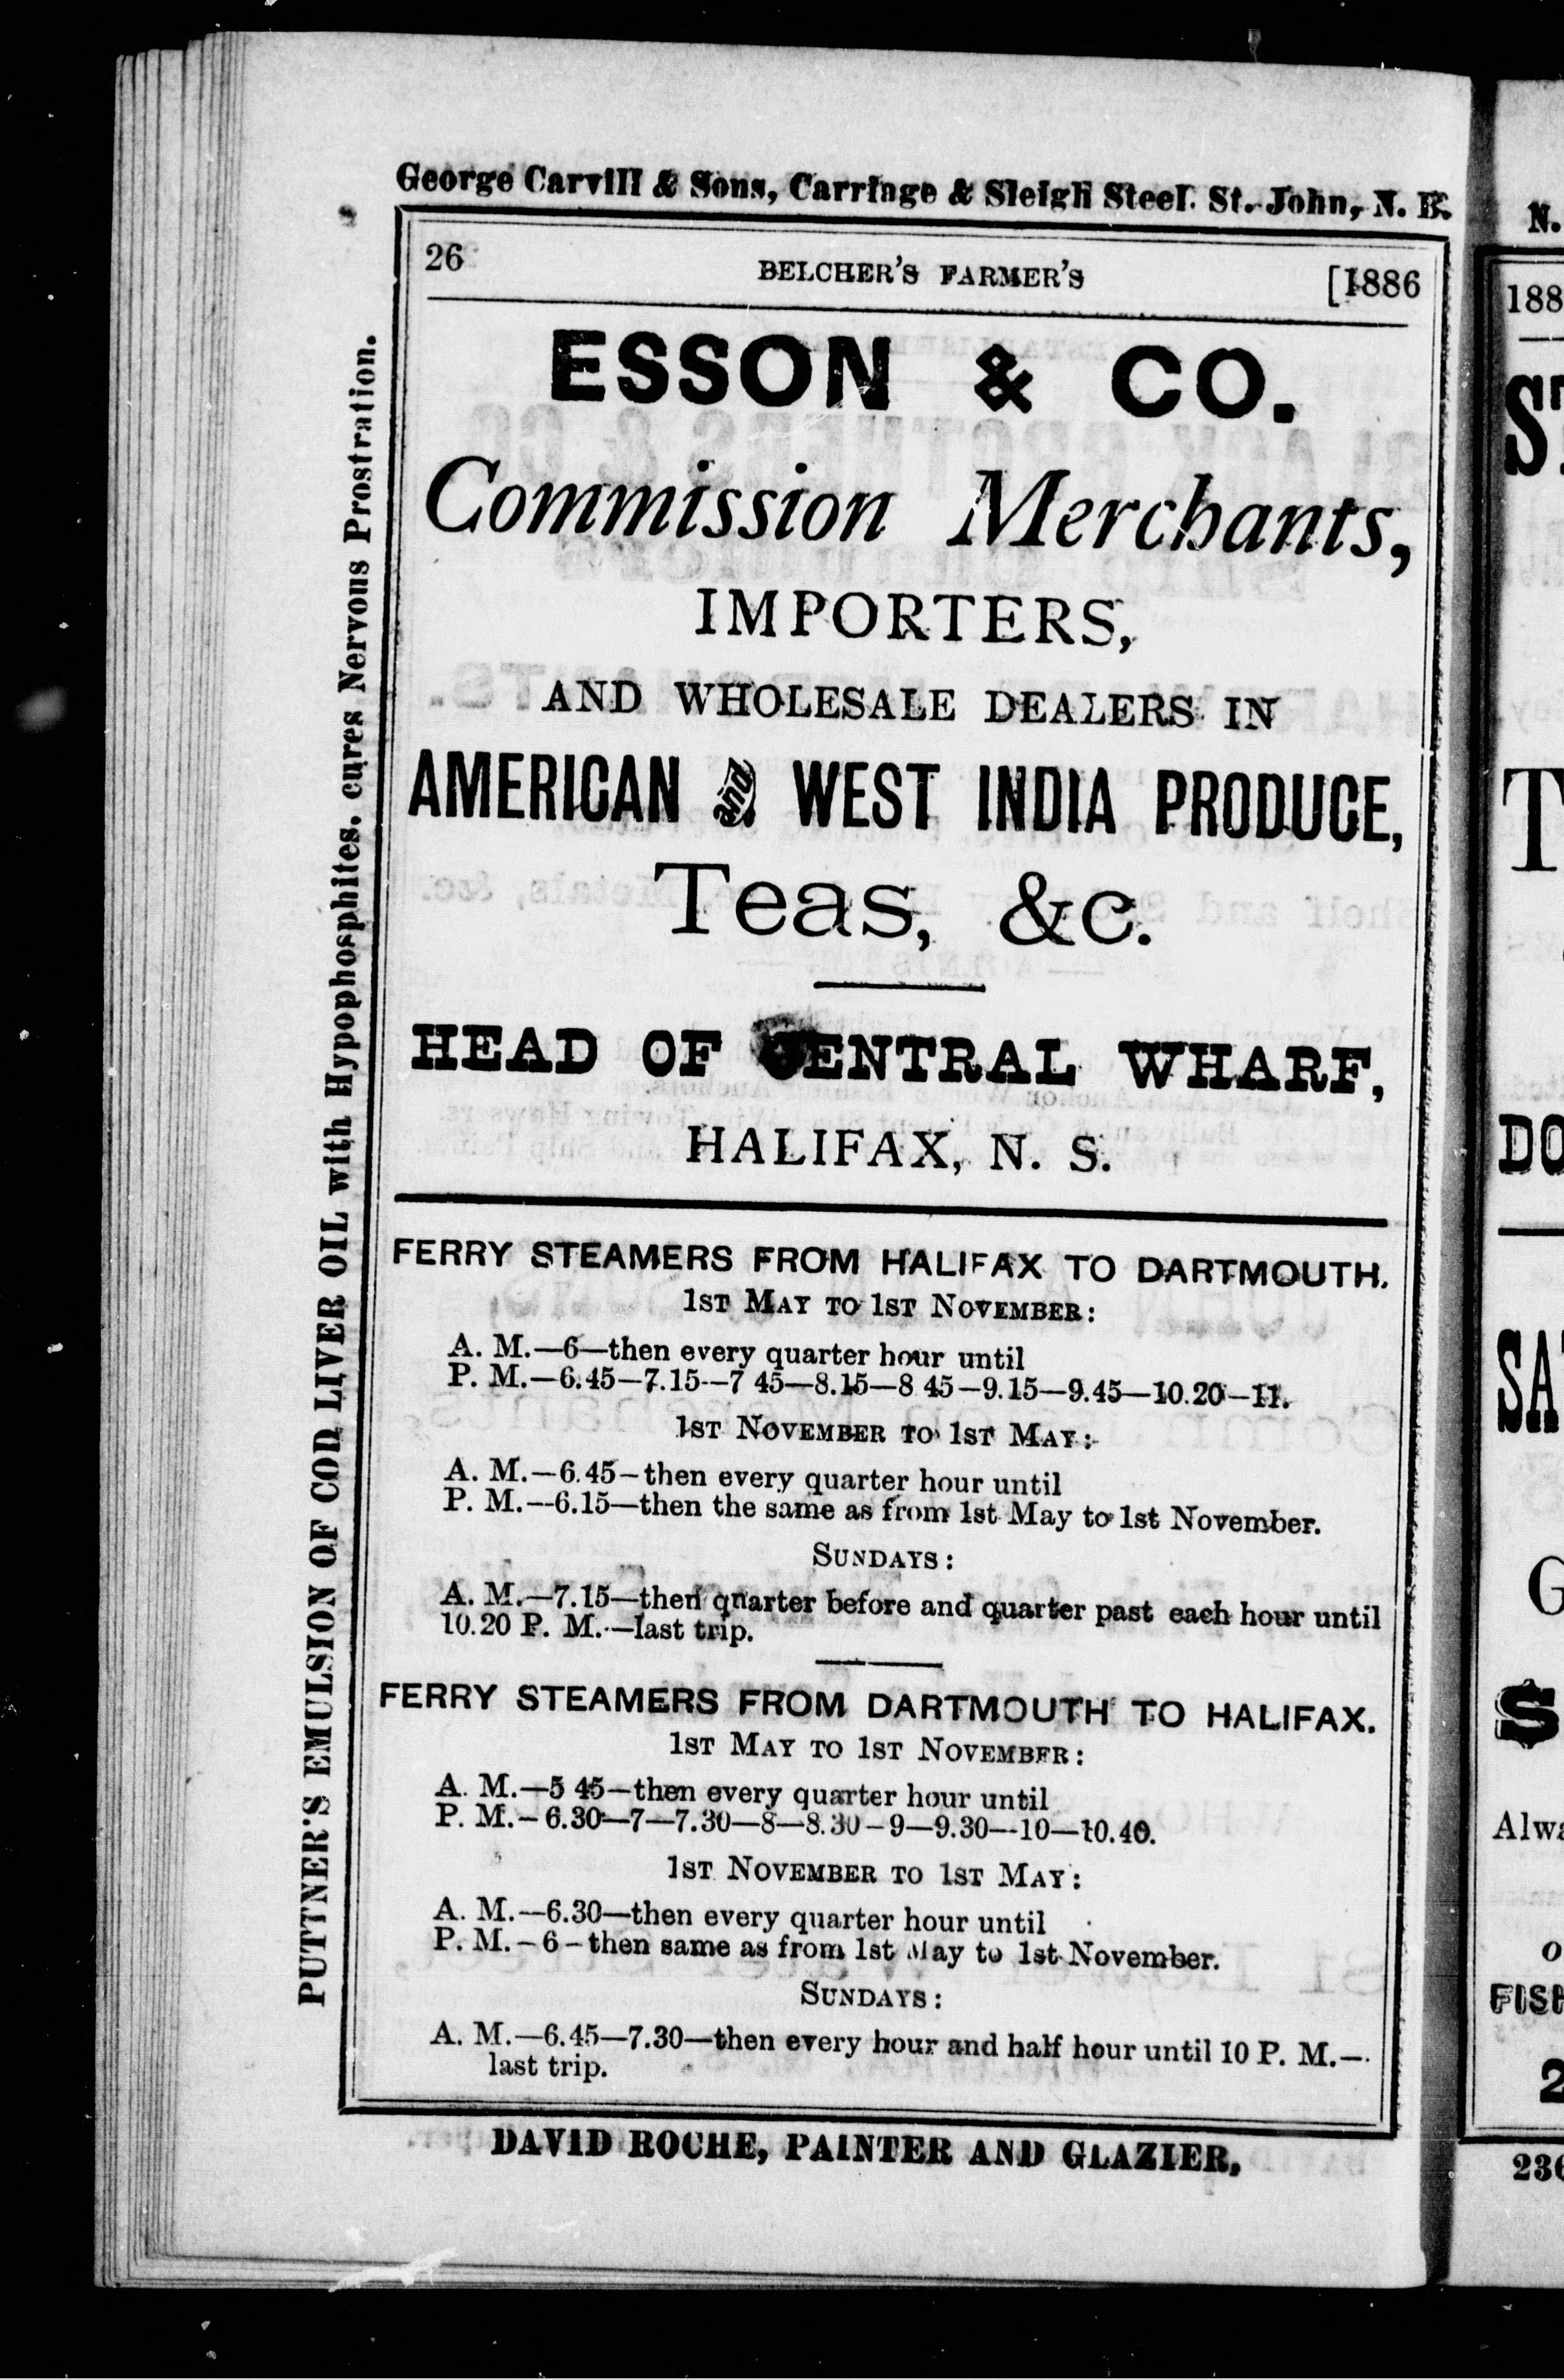 George Carvill & Sons, Carriage & Sleigh Steel. St. John, N. B.
26 BELCHER'S FARMER'S [1886
ESSON & CO.
Commission Merchants,
IMPORTERS,
AND WHOLESALE DEALERS IN
AMERICAN and WEST INDIA PRODUCE,
Teas, &c.
HEAD OF CENTRAL WHARF,
HALIFAX, N. S.
FERRY STEAMERS FROM HALIFAX TO DARTMOUTH.
1ST MAY TO 1ST NOVEMBER:
A. M.—6—then every quarter hour until
P. M.—6.45—7.15—7 45—8.15—8 45—9.15—9.45—10.20—11.
1ST NOVEMBER TO 1ST MAY:
A. M.—6.45—then every quarter hour until
P. M.—6.15—then the same as from 1st May to 1st November.
SUNDAYS:
A. M.—7.15—then quarter before and quarter past each hour until
10.20 P. M.—last trip.
FERRY STEAMERS FROM DARTMOUTH TO HALIFAX.
1ST MAY TO 1ST NOVEMBER:
A. M.—5 45—then every quarter hour until
P. M.—6.30—7—7.30—8—8.30—9—9.30—10—10.40.
1ST NOVEMBER TO 1ST MAY:
A. M.—6.30—then every quarter hour until
P. M.—6—then same as from 1st May to 1st November.
SUNDAYS:
A. M.—6.45—7.30—then every hour and half hour until 10 P. M.—
last trip.
DAVID ROCHE, PAINTER AND GLAZIER,
PUTTNER'S EMULSION OF COD LIVER OIL with Hypophosphites. cures Nervous Prostration.
N.
188
ST
T
DO
SA
G
$
Alwa
o
FISH
2
236